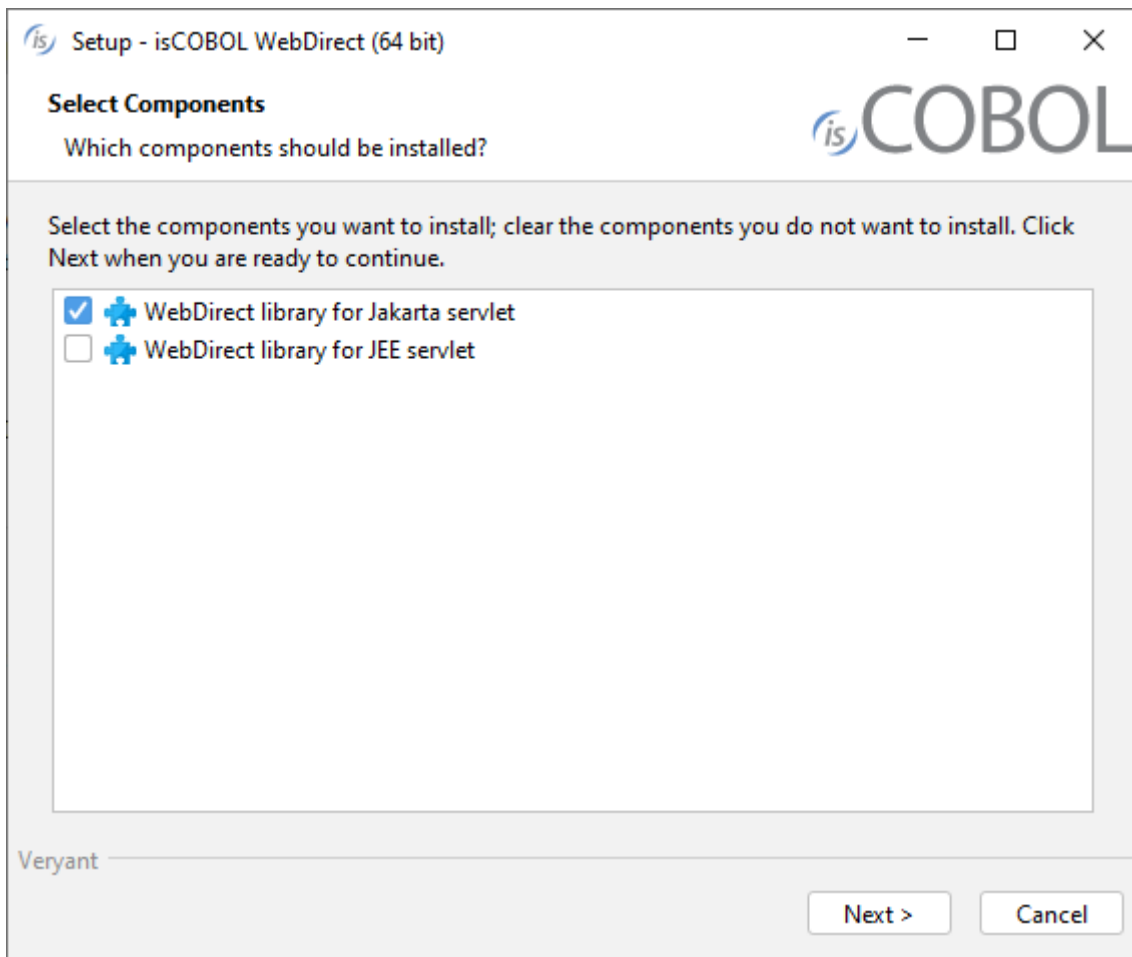 is Setup - isCOBOL WebDirect (64 bit)
Select Components
Which components should be installed?
isCOBOL
Select the components you want to install; clear the components you do not want to install. Click
Next when you are ready to continue.
WebDirect library for Jakarta servlet
WebDirect library for JEE servlet
Veryant
Next >
Cancel